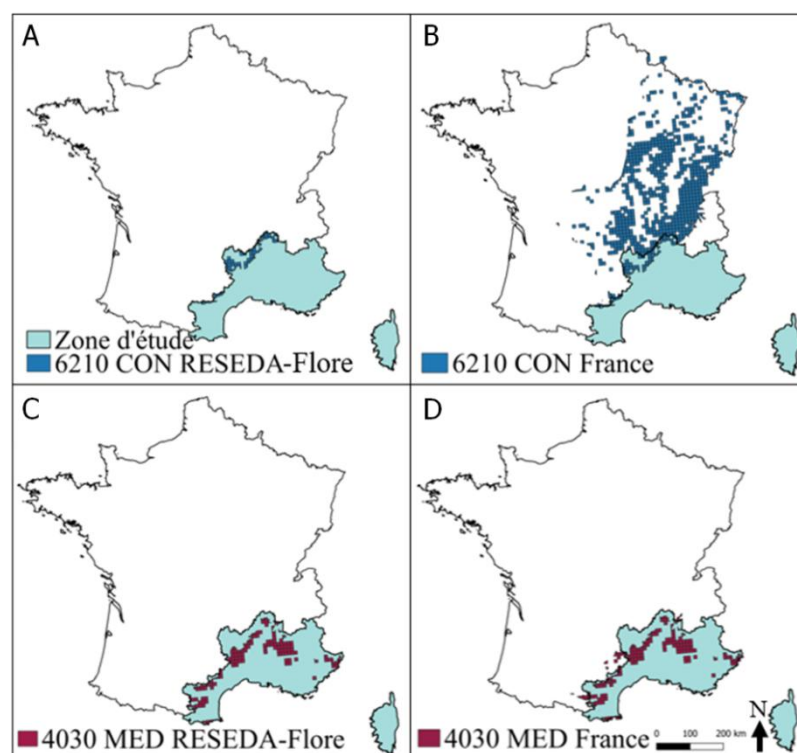 A
B
Zone d'étude
6210 CON RESEDA-Flore
6210 CON France
C
D
0 100 200 km
N
4030 MED RESEDA-Flore
4030 MED France